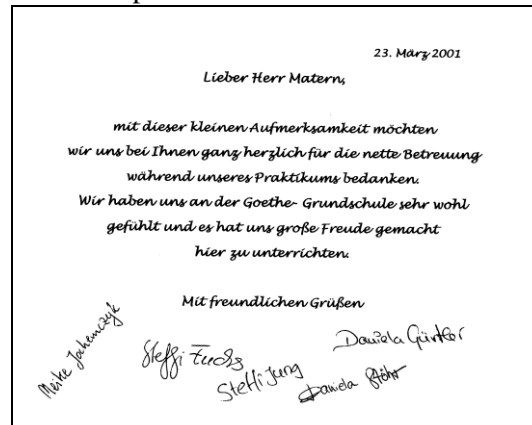 23. März 2001
Lieber Herr Matern,
mit dieser kleinen Aufmerksamkeit möchten
wir uns bei Ihnen ganz herzlich für die nette Betreuung
während unseres Praktikums bedanken.
Wir haben uns an der Goethe- Grundschule sehr wohl
gefühlt und es hat uns große Freude gemacht
hier zu unterrichten.
Mit freundlichen Grüßen
Meike
Steffi Fuchs
Steffi Jung
Daniela
Daniela